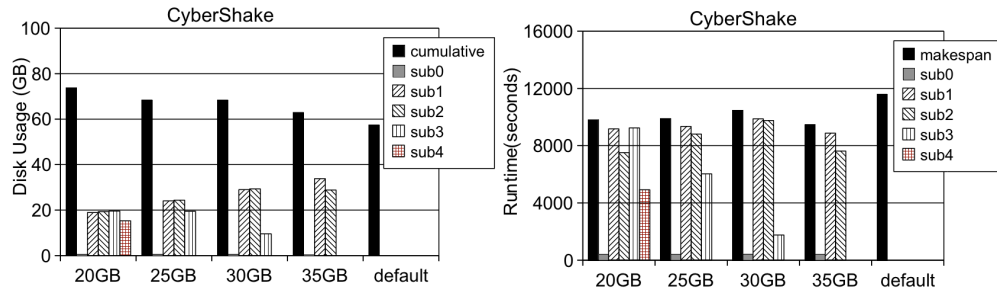 CyberShake
Disk Usage (GB)
100
80
60
40
20
0
20GB 25GB 30GB 35GB default
cumulative
sub0
sub1
sub2
sub3
sub4
CyberShake
Runtime(seconds)
16000
12000
8000
4000
0
20GB 25GB 30GB 35GB default
makespan
sub0
sub1
sub2
sub3
sub4